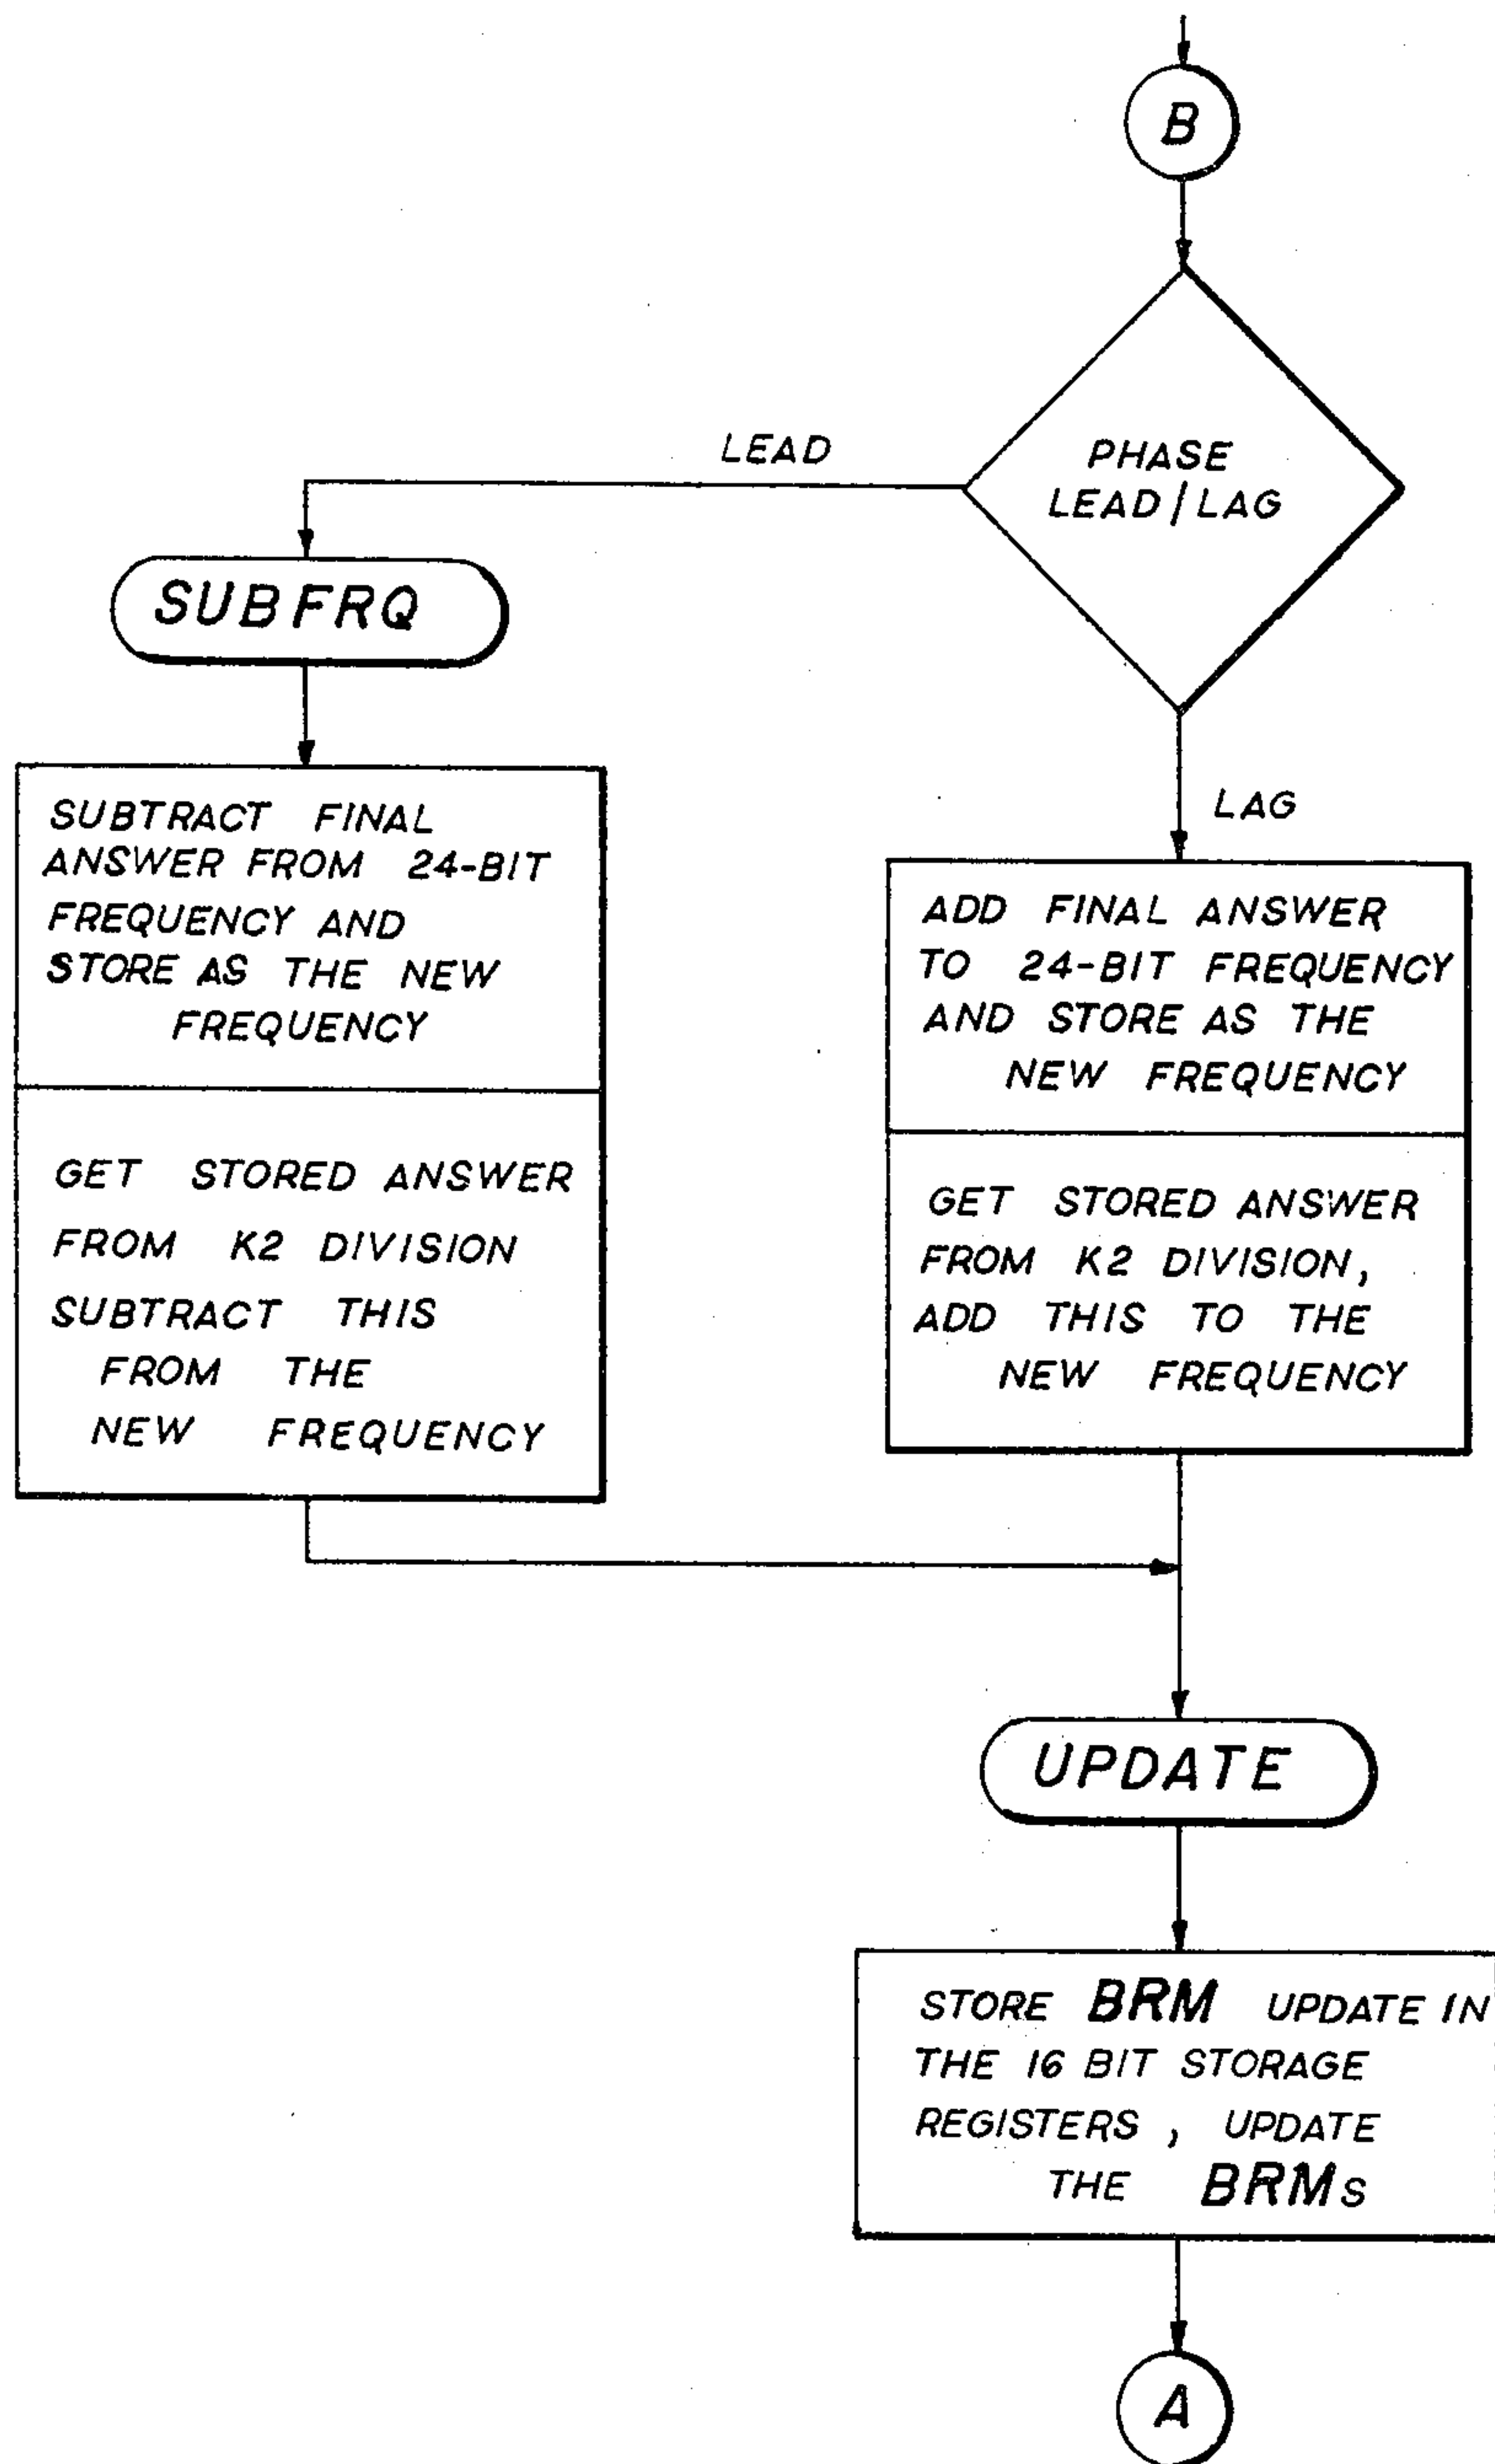 B
PHASE
LEAD/LAG
LEAD
LAG
SUBFRQ
SUBTRACT FINAL
ANSWER FROM 24-BIT
FREQUENCY AND
STORE AS THE NEW
FREQUENCY
GET STORED ANSWER
FROM K2 DIVISION
SUBTRACT THIS
FROM THE
NEW FREQUENCY
ADD FINAL ANSWER
TO 24-BIT FREQUENCY
AND STORE AS THE
NEW FREQUENCY
GET STORED ANSWER
FROM K2 DIVISION,
ADD THIS TO THE
NEW FREQUENCY
UPDATE
STORE BRM UPDATE IN
THE 16 BIT STORAGE
REGISTERS, UPDATE
THE BRMs
A